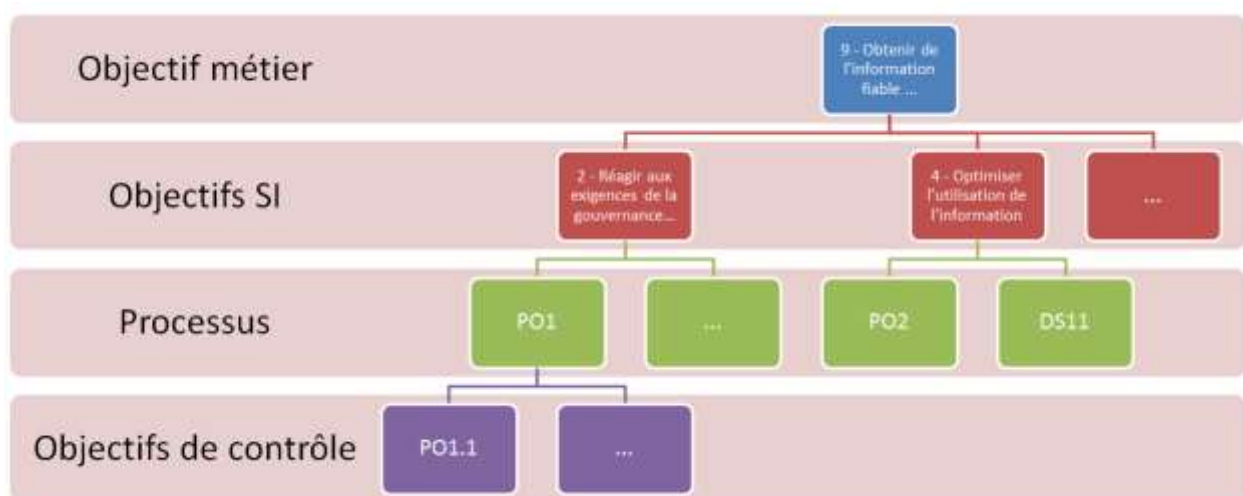 Objectif métier
9 - Obtenir de
l'information
fiable ...
Objectifs SI
2 - Réagir aux
exigences de la
gouvernance...
4 - Optimiser
l'utilisation de
l'information
...
Processus
PO1
...
PO2
DS11
Objectifs de contrôle
PO1.1
...